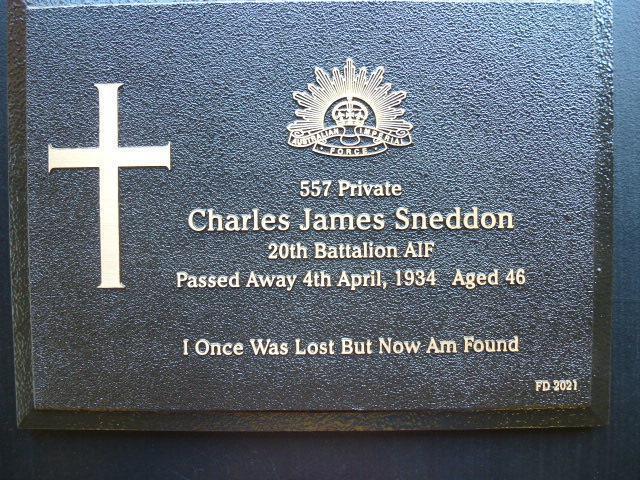 AUSTRALIAN IMPERIAL
FORCE
557 Private
Charles James Sneddon
20th Battalion AIF
Passed Away 4th April, 1934 Aged 46
I Once Was Lost But Now Am Found
FD 2021